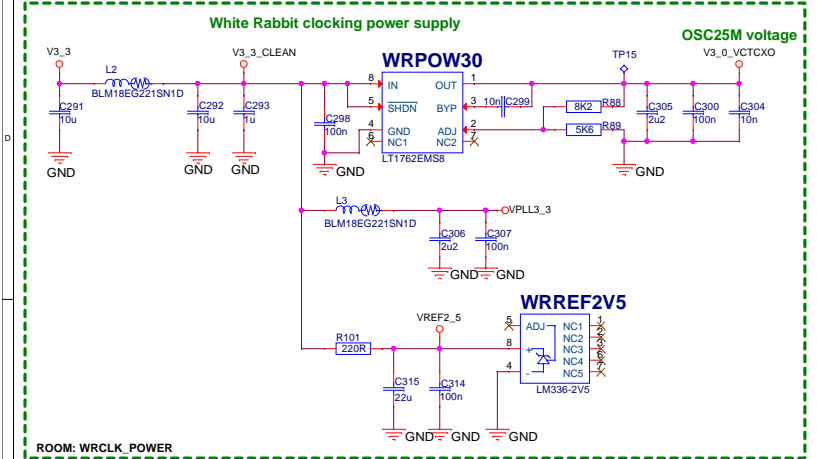 White Rabbit clocking power supply
OSC25M voltage
V3_3
V3_3_CLEAN
WRPOW30
TP15
V3_0_VCTCXO
L2
BLM18EG221SN1D
8 IN OUT 1
5 SHDN BYP 3
4 GND ADJ 2
6 NC1 NC2 7
LT1762EMS8
10n C299
8K2 R88
5K6 R89
C291
10u
C292
10u
C293
1u
C298
100n
C305
2u2
C300
100n
C304
10n
D
GND
GND
GND
GND
GND
L3
BLM18EG221SN1D
VPLL3_3
C306
2u2
C307
100n
GND
GND
WRREF2V5
VREF2_5
R101
220R
5 ADJ NC1 1
NC2 2
8 + NC3 3
NC4 6
4 - NC5 7
LM336-2V5
C315
22u
C314
100n
GND
GND
GND
ROOM: WRCLK_POWER